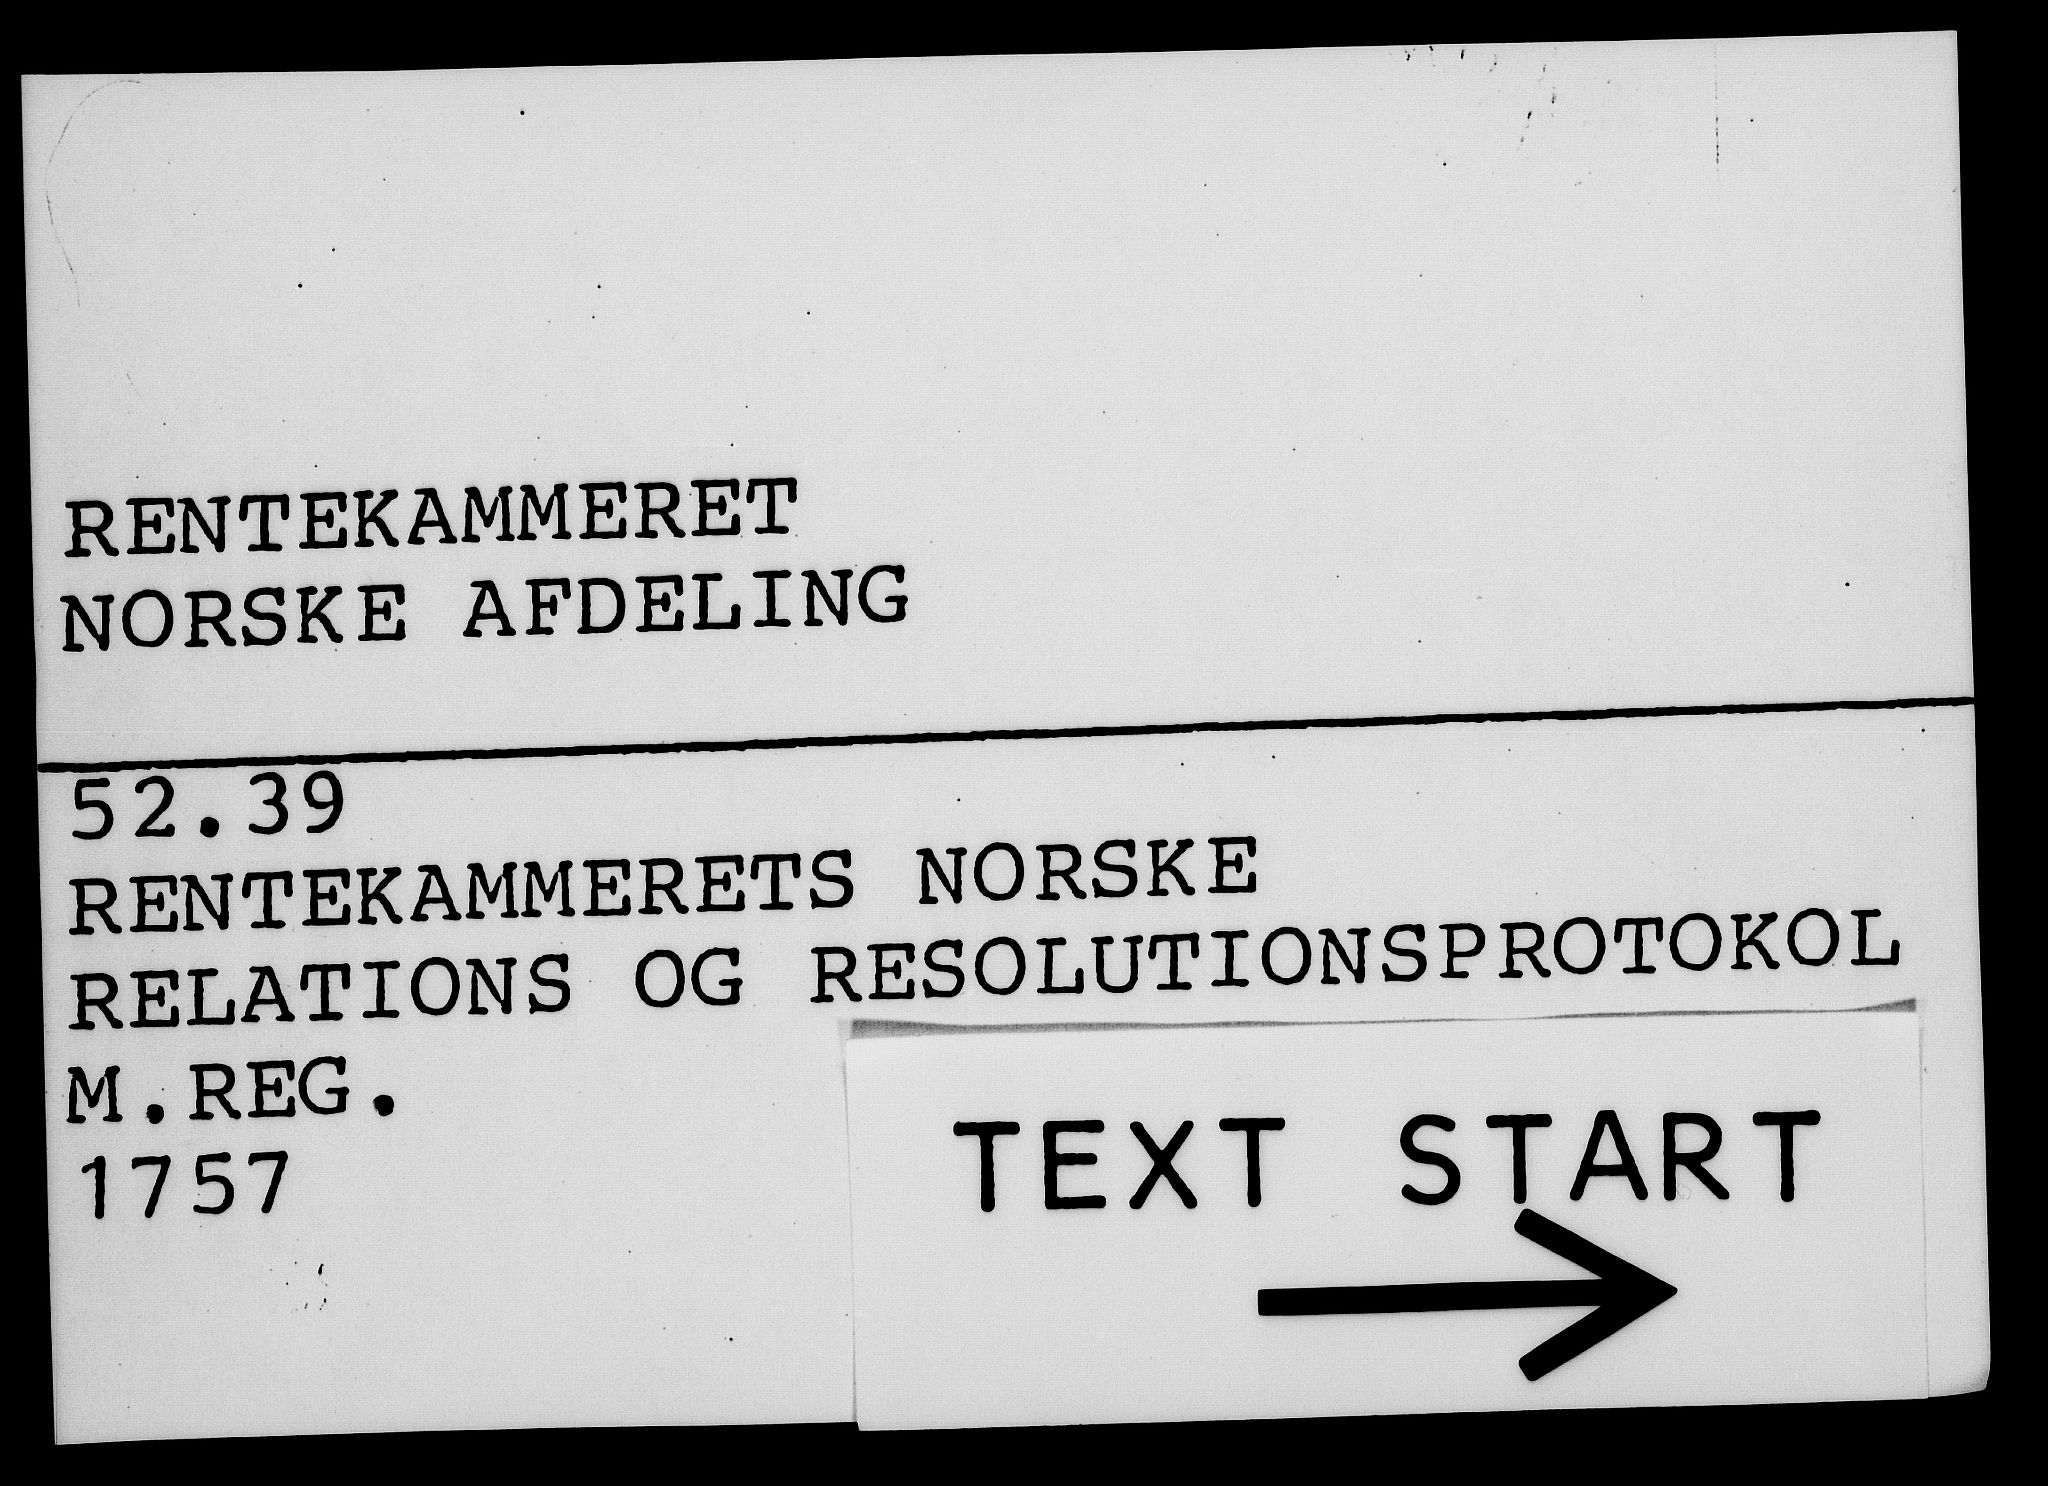 RENTEKAMMERET
NORSKE AFDELING
52.39
RENTEKAMMERETS NORSKE
RELATIONS OG RESOLUTIONSPROTOKOL
M.REG.
1757
TEXT START